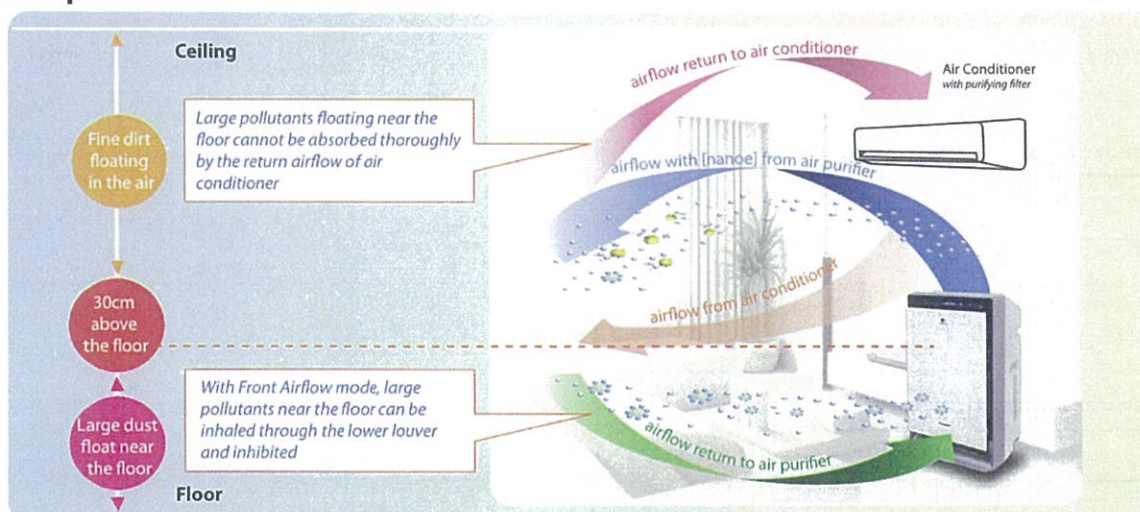 Ceiling
Fine dirt
floating
in the air
Large pollutants floating near the
floor cannot be absorbed thoroughly
by the return airflow of air
conditioner
airflow return to air conditioner
Air Conditioner
with purifying filter
airflow with [nanoe] from air purifier
airflow from air conditioner
30cm
above
the floor
With Front Airflow mode, large
pollutants near the floor can be
inhaled through the lower louver
and inhibited
Large dust
float near
the floor
airflow return to air purifier
Floor